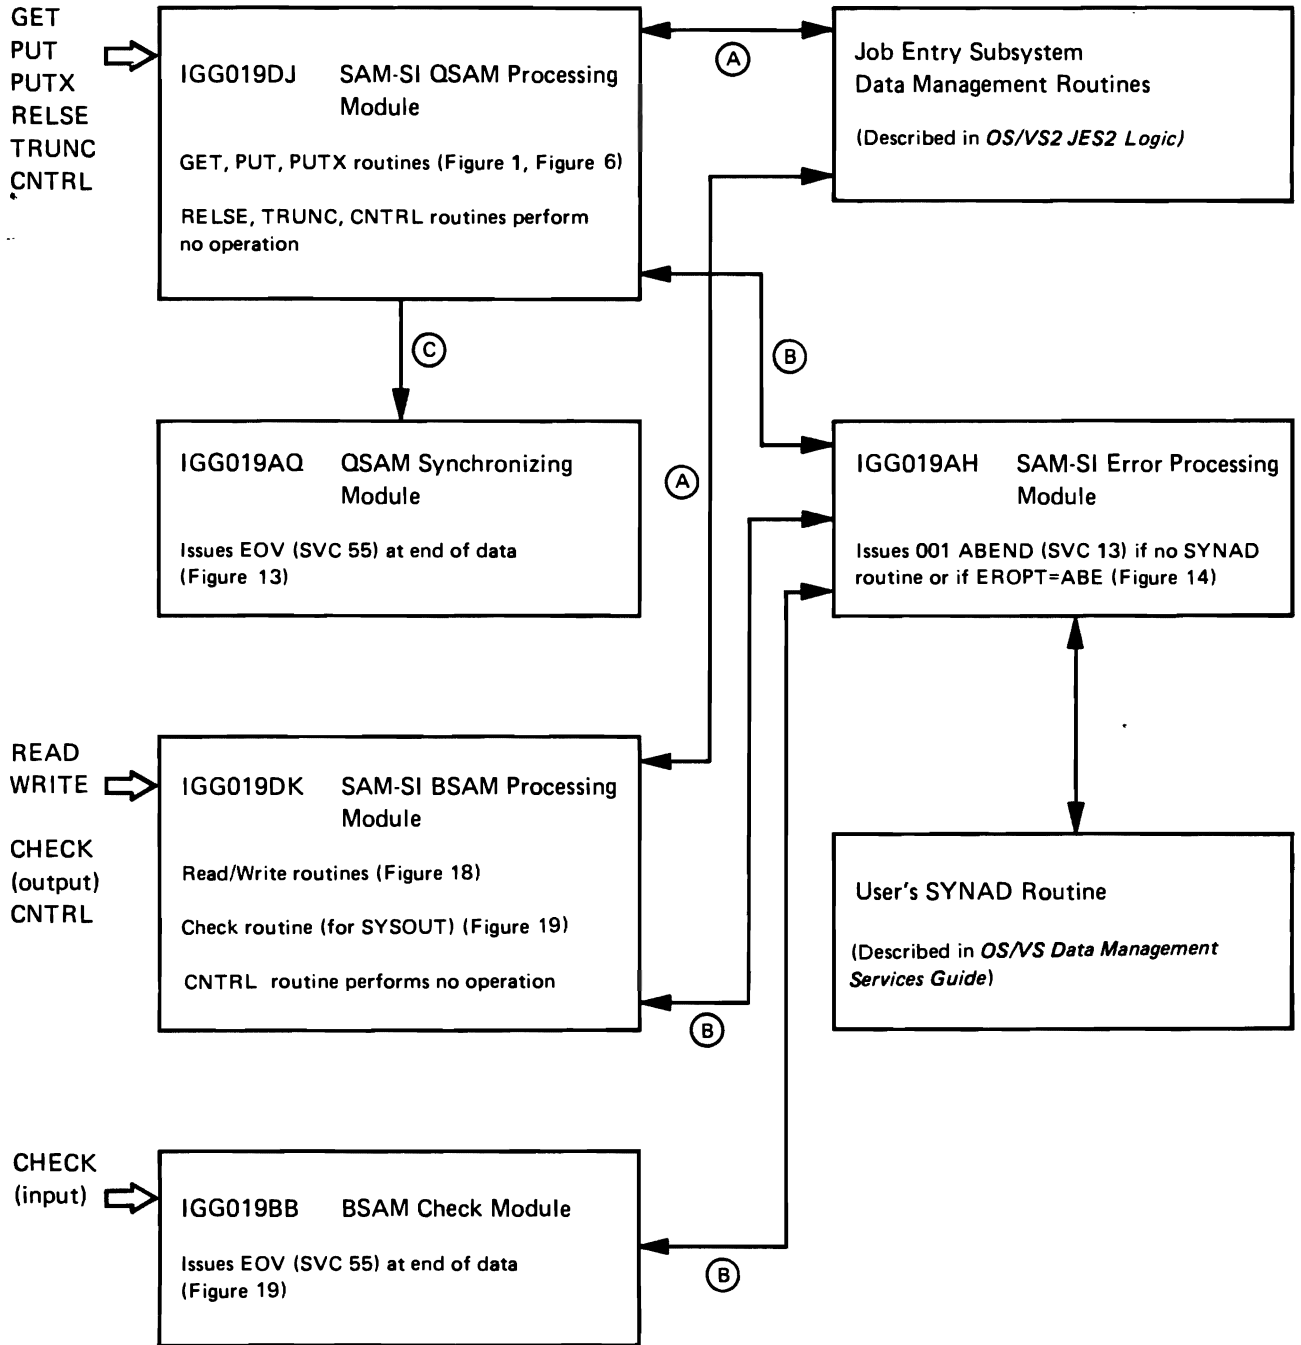 GET
PUT
PUTX
RELSE
TRUNC
CNTRL
IGG019DJ SAM-SI QSAM Processing
Module
GET, PUT, PUTX routines (Figure 1, Figure 6)
RELSE, TRUNC, CNTRL routines perform
no operation
A
Job Entry Subsystem
Data Management Routines
(Described in OS/VS2 JES2 Logic)
C
B
IGG019AQ QSAM Synchronizing
Module
Issues EOV (SVC 55) at end of data
(Figure 13)
A
IGG019AH SAM-SI Error Processing
Module
Issues 001 ABEND (SVC 13) if no SYNAD
routine or if EROPT=ABE (Figure 14)
READ
WRITE
CHECK
(output)
CNTRL
IGG019DK SAM-SI BSAM Processing
Module
Read/Write routines (Figure 18)
Check routine (for SYSOUT) (Figure 19)
CNTRL routine performs no operation
B
User's SYNAD Routine
(Described in OS/VS Data Management
Services Guide)
CHECK
(input)
IGG019BB BSAM Check Module
Issues EOV (SVC 55) at end of data
(Figure 19)
B